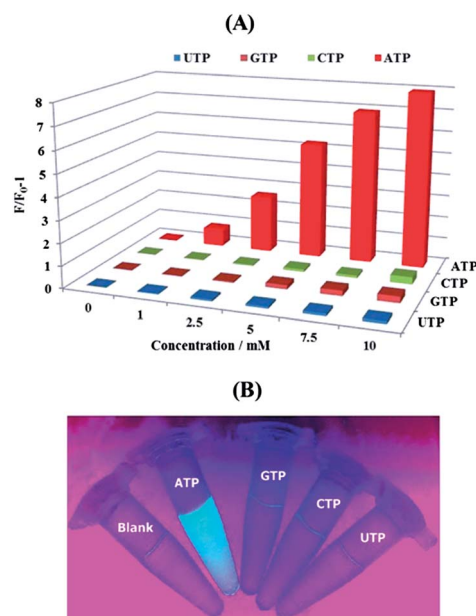 (A)
UTP GTP CTP ATP
8
7
6
5
4
3
2
1
0
F/F0-1
0 1 2.5 5 7.5 10
Concentration / mM
ATP
CTP
GTP
UTP
(B)
Blank ATP GTP CTP UTP